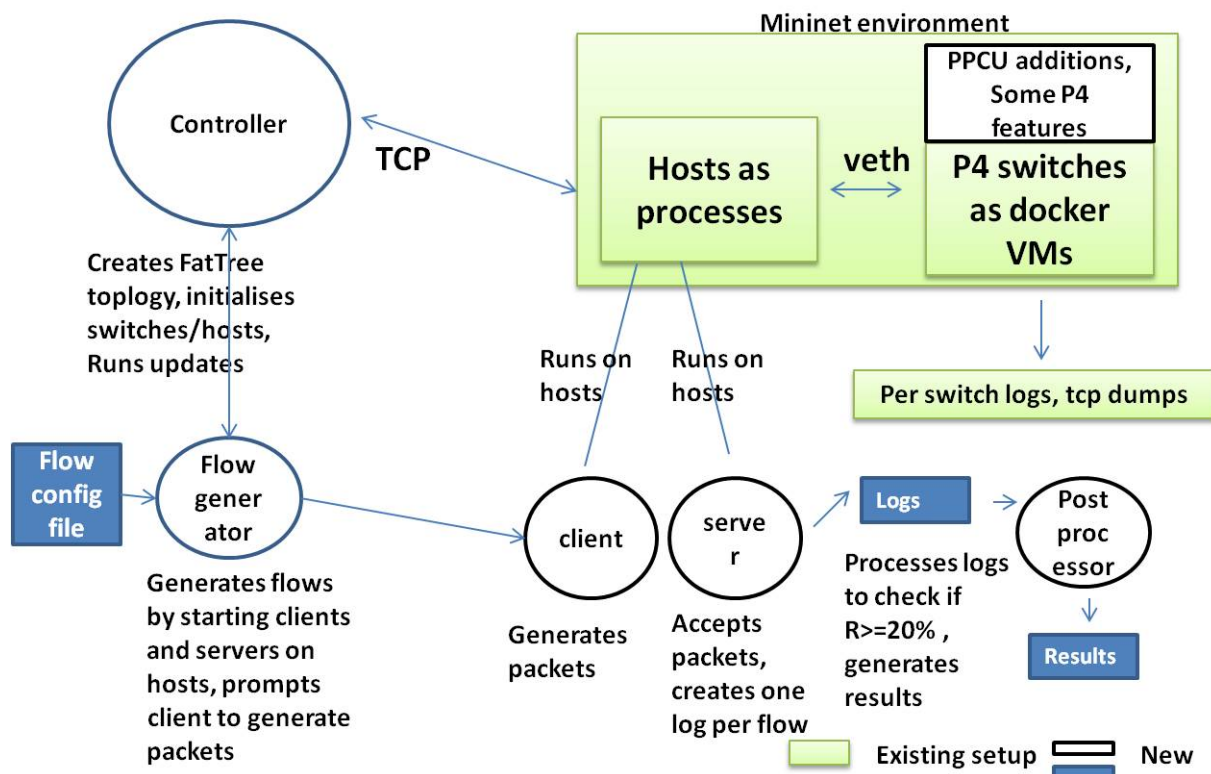 Mininet environment
PPCU additions,
Some P4
features
Controller
TCP
Hosts as
processes
veth
P4 switches
as docker
VMs
Creates FatTree
toplogy, initialises
switches/hosts,
Runs updates
Runs on
hosts
Runs on
hosts
Per switch logs, tcp dumps
Flow
config
file
Flow
gener
ator
client
serve
r
Logs
Post
proc
essor
Generates flows
by starting clients
and servers on
hosts, prompts
client to generate
packets
Generates
packets
Accepts
packets,
creates one
log per flow
Processes logs
to check if
R>=20% ,
generates
results
Results
Existing setup
New